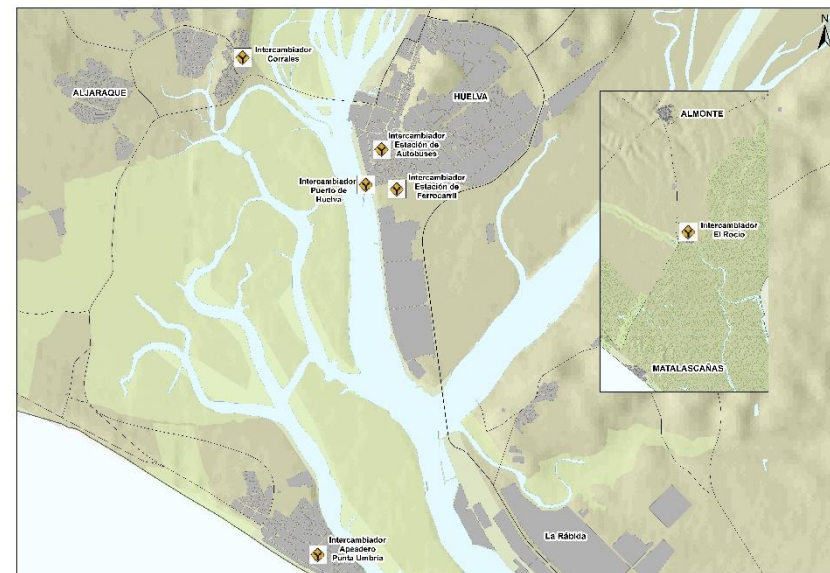 N
Intercambiador
Corrales
ALJARAQUE
HUELVA
Intercambiador
Estación de
Autobuses
Intercambiador
Puerto de
Huelva
Intercambiador
Estación de
Ferrocarril
ALMONTE
Intercambiador
El Rocío
MATALASCAÑAS
La Rábida
Intercambiador
Apeadero
Punta Umbría